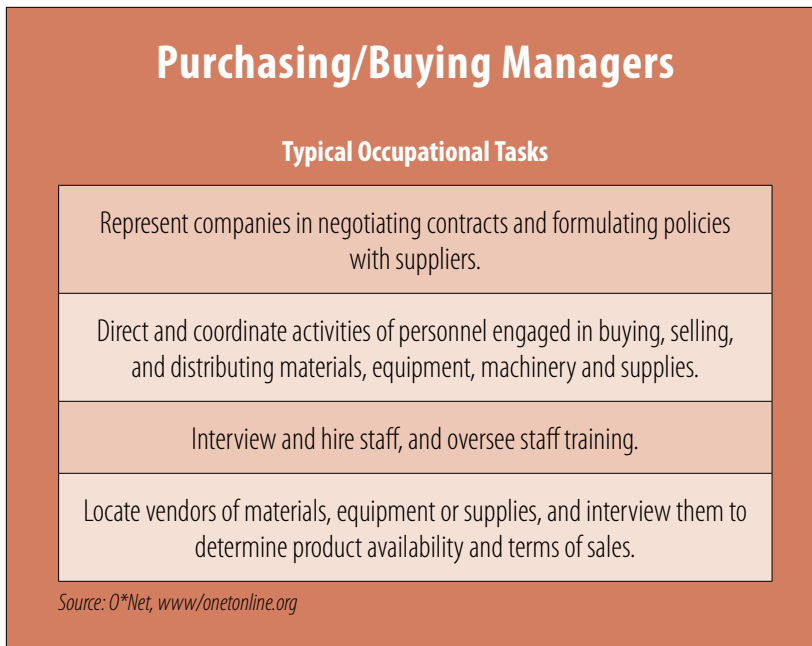 Purchasing/Buying Managers
Typical Occupational Tasks
Represent companies in negotiating contracts and formulating policies
with suppliers.
Direct and coordinate activities of personnel engaged in buying, selling,
and distributing materials, equipment, machinery and supplies.
Interview and hire staff, and oversee staff training.
Locate vendors of materials, equipment or supplies, and interview them to
determine product availability and terms of sales.
Source: O*Net, www/onetonline.org